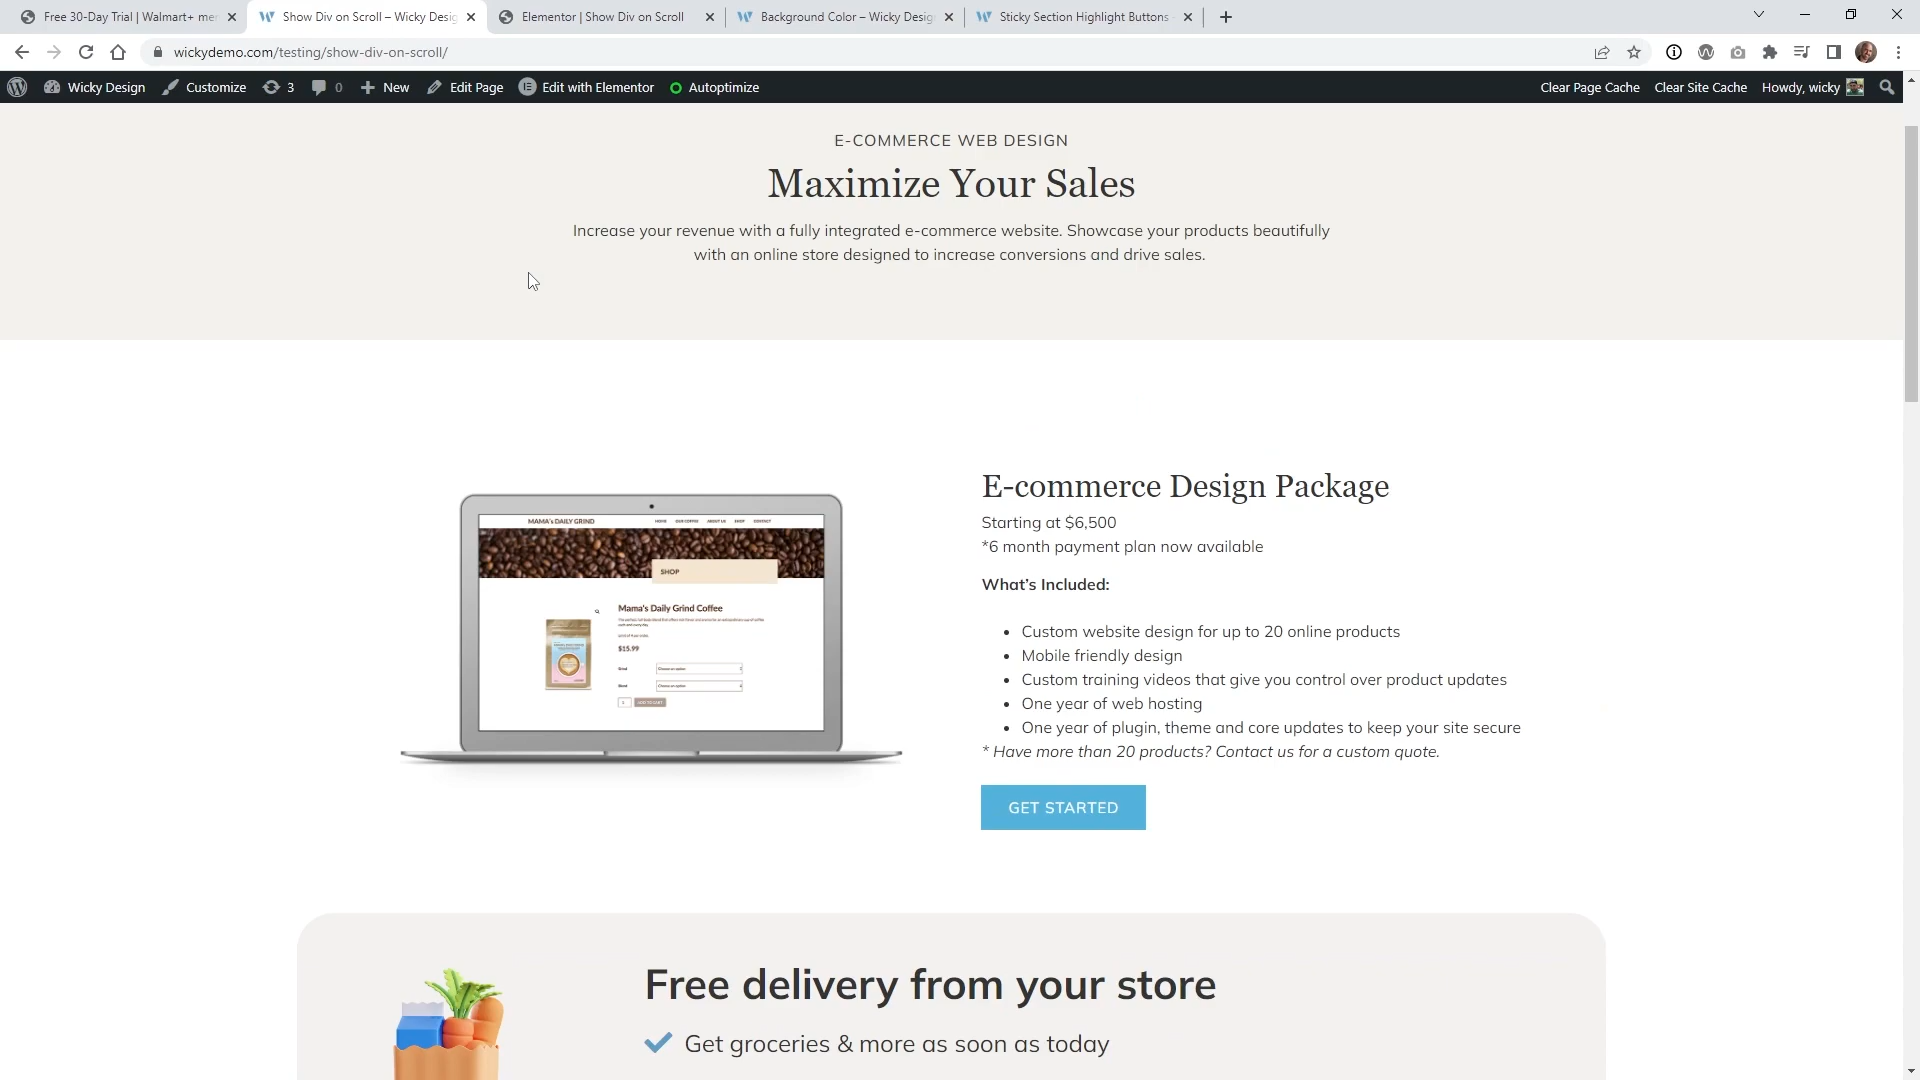 Free 30-Day Trial | Walmart+ mem
Show Div on Scroll – Wicky Desig
Elementor | Show Div on Scroll
Background Color – Wicky Desig
Sticky Section Highlight Buttons
wickydemo.com/testing/show-div-on-scroll/
Wicky Design
Customize
3
0
New
Edit Page
Edit with Elementor
Autoptimize
Clear Page Cache
Clear Site Cache
Howdy, wicky
E-COMMERCE WEB DESIGN
Maximize Your Sales
Increase your revenue with a fully integrated e-commerce website. Showcase your products beautifully
with an online store designed to increase conversions and drive sales.
MAMA's DAILY GRIND
HOME OUR COFFEE ABOUT US SHOP CONTACT
SHOP
Mama's Daily Grind Coffee
$15.99
Grind
Choose an option
Blend
Choose an option
1
ADD TO CART
E-commerce Design Package
Starting at $6,500
*6 month payment plan now available
What's Included:
• Custom website design for up to 20 online products
• Mobile friendly design
• Custom training videos that give you control over product updates
• One year of web hosting
• One year of plugin, theme and core updates to keep your site secure
* Have more than 20 products? Contact us for a custom quote.
GET STARTED
Free delivery from your store
Get groceries & more as soon as today